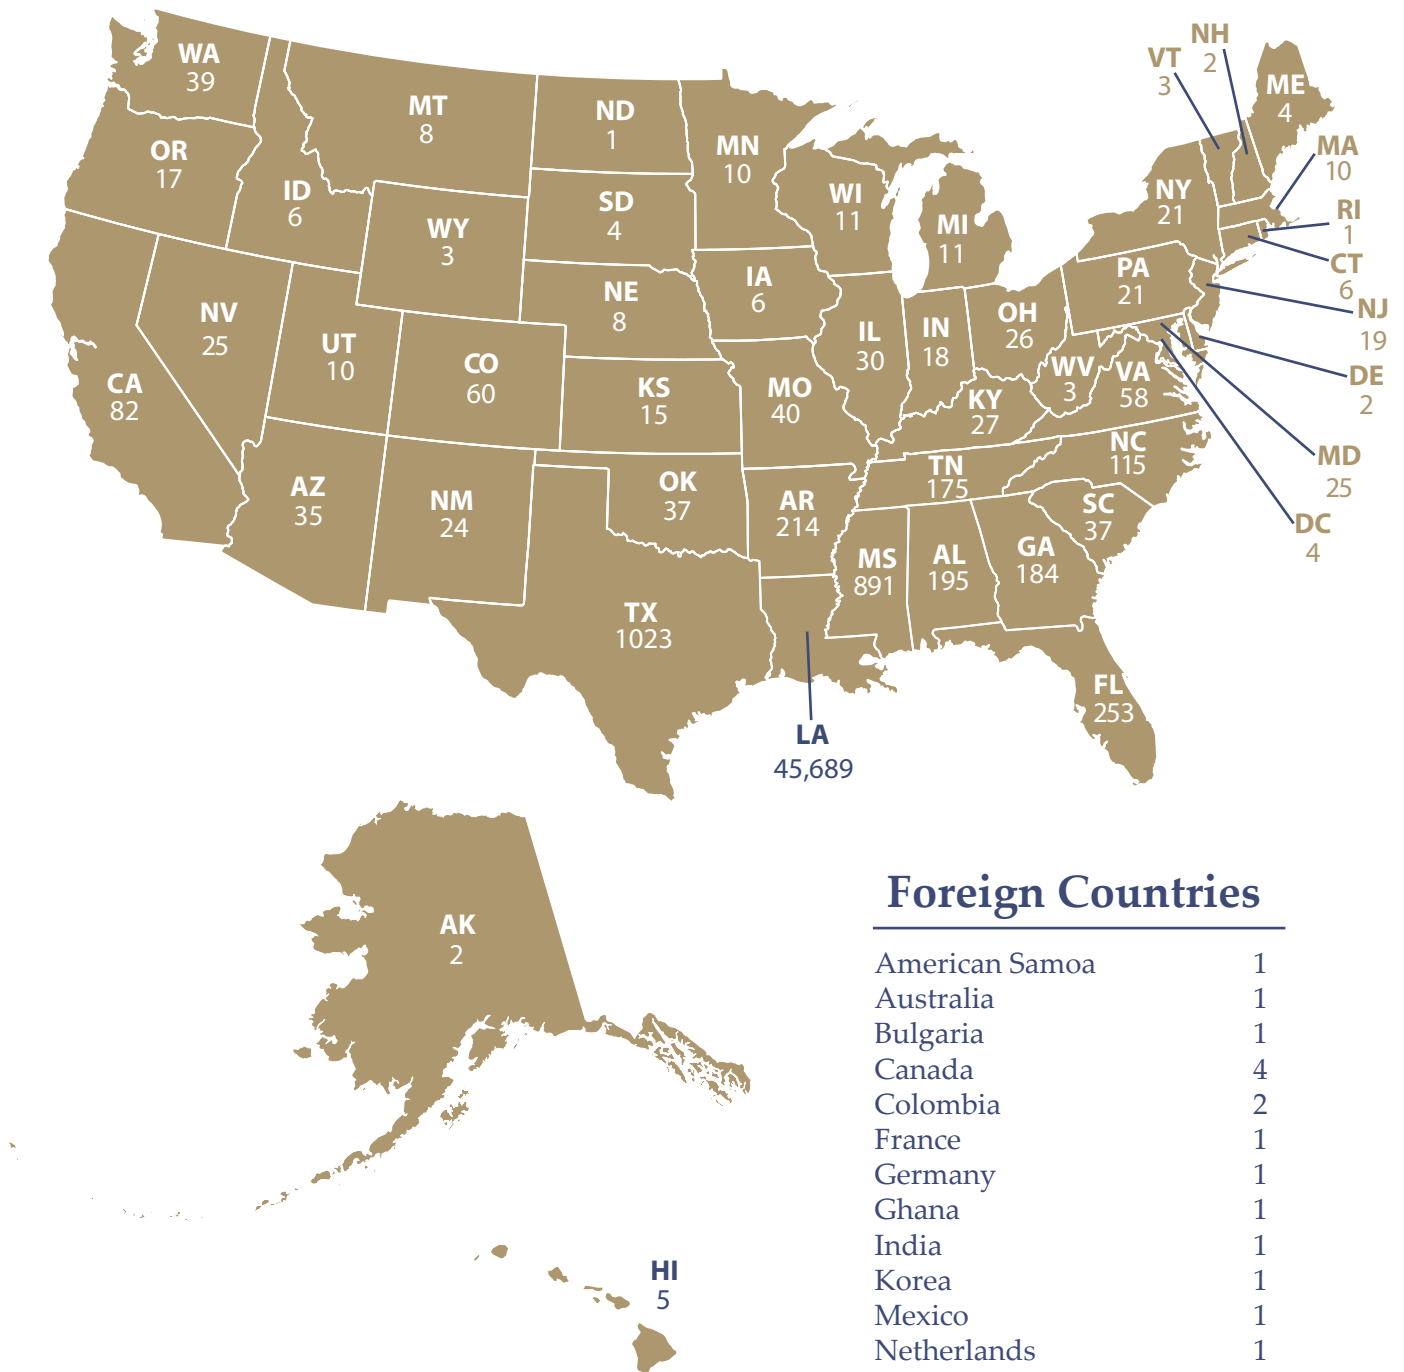 WA
39
OR
17
CA
82
ID
6
NV
25
MT
8
WY
3
UT
10
AZ
35
CO
60
NM
24
ND
1
SD
4
NE
8
KS
15
OK
37
TX
1023
MN
10
IA
6
MO
40
AR
214
LA
45,689
WI
11
IL
30
MI
11
IN
18
OH
26
KY
27
TN
175
MS
891
AL
195
GA
184
FL
253
SC
37
NC
115
VA
58
WV
3
PA
21
NY
21
VT
3
NH
2
ME
4
MA
10
RI
1
CT
6
NJ
19
DE
2
MD
25
DC
4
AK
2
HI
5
Foreign Countries
American Samoa 1
Australia 1
Bulgaria 1
Canada 4
Colombia 2
France 1
Germany 1
Ghana 1
India 1
Korea 1
Mexico 1
Netherlands 1